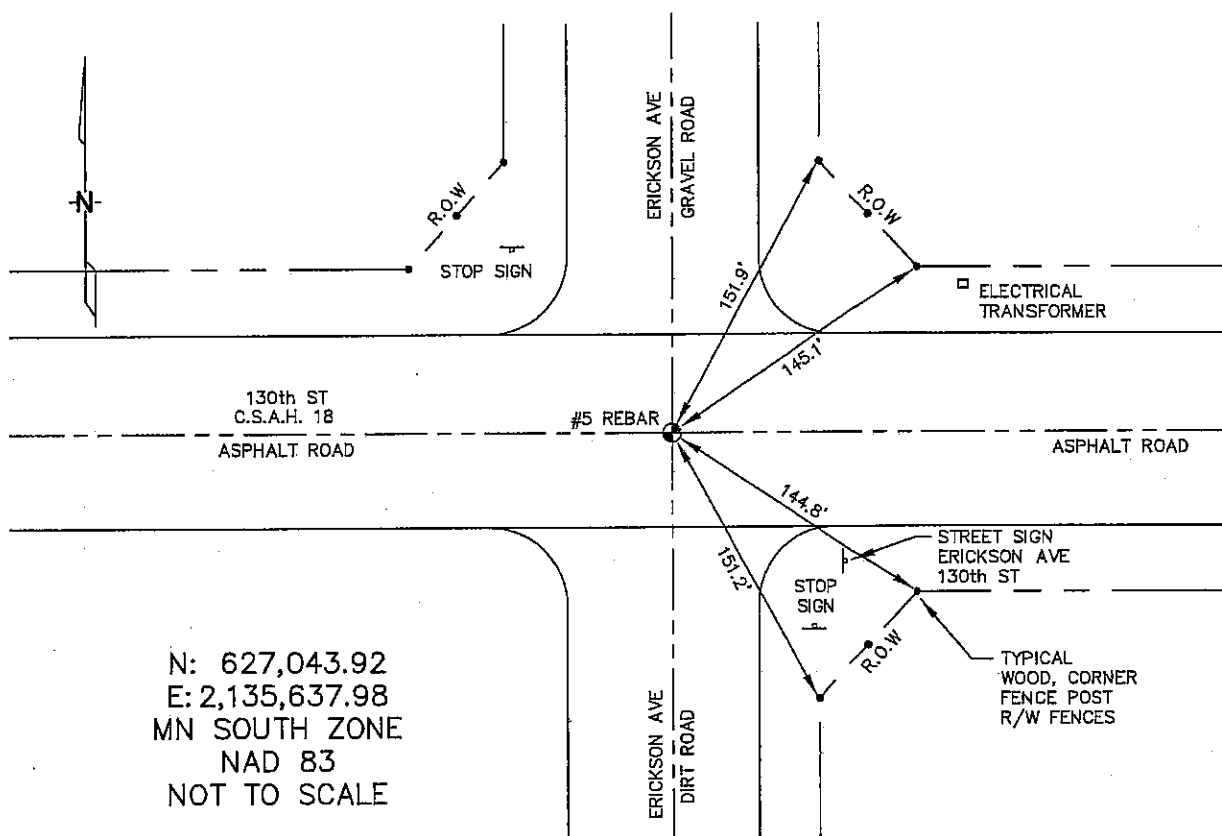 N
R.O.W
STOP SIGN
ERICKSON AVE
GRAVEL ROAD
R.O.W
151.9'
145.1'
ELECTRICAL
TRANSFORMER
130th ST
C.S.A.H. 18
ASPHALT ROAD
#5 REBAR
ASPHALT ROAD
144.8'
151.2'
STREET SIGN
ERICKSON AVE
130th ST
STOP
SIGN
R.O.W
TYPICAL
WOOD, CORNER
FENCE POST
R/W FENCES
ERICKSON AVE
DIRT ROAD
N: 627,043.92
E: 2,135,637.98
MN SOUTH ZONE
NAD 83
NOT TO SCALE